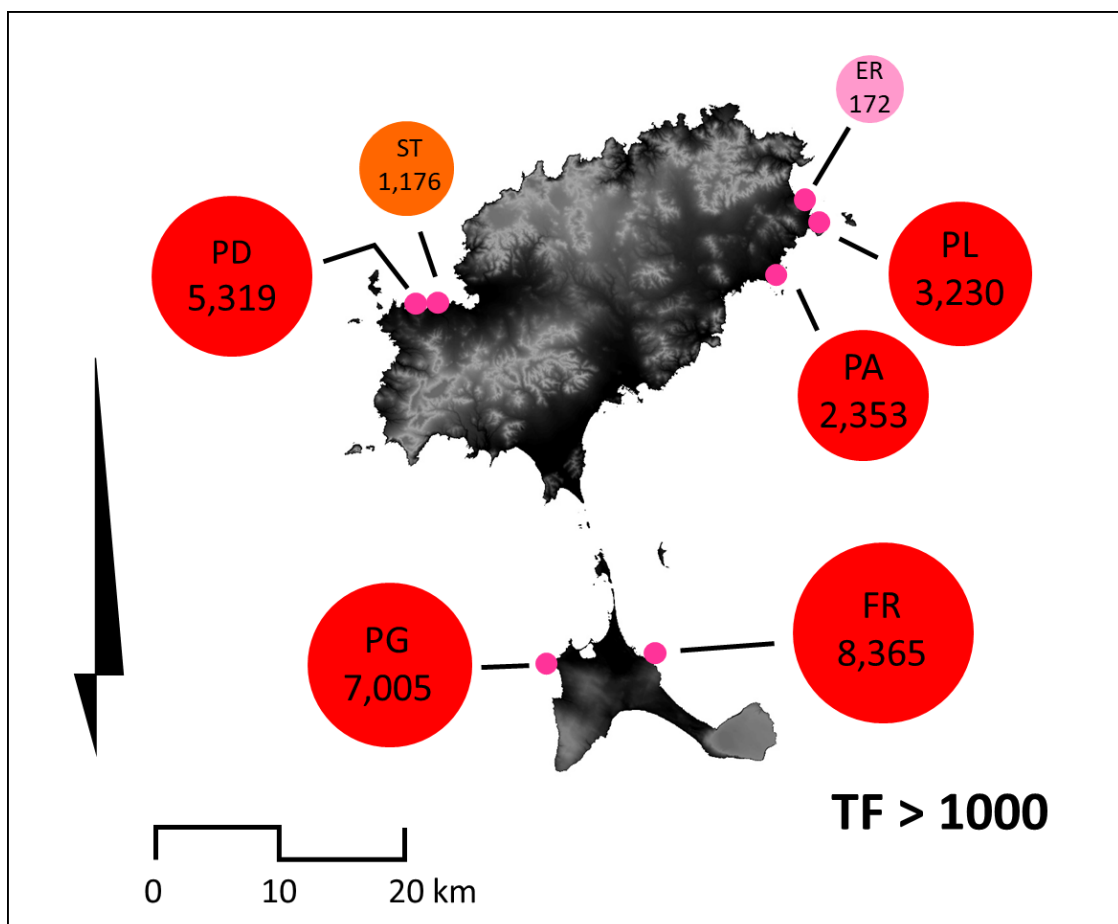 ER
172
ST
1,176
PD
5,319
PL
3,230
PA
2,353
FR
8,365
PG
7,005
TF > 1000
0 10 20 km